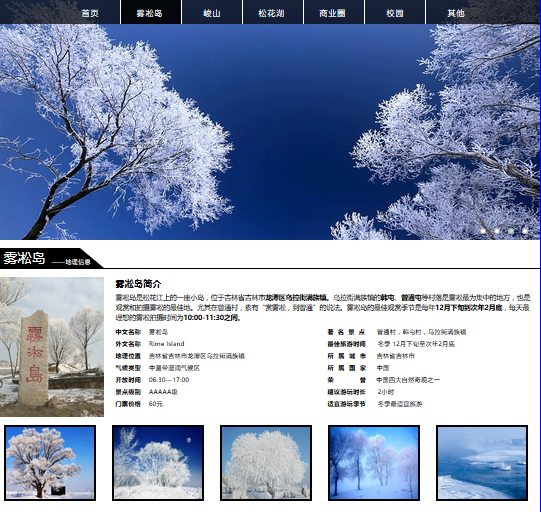 首页 雾凇岛 峻山 松花湖 商业圈 校园 其他
雾凇岛 ——地理信息
雾凇岛简介
雾凇岛是松花江上的一座小岛，位于吉林省吉林市龙潭区乌拉街满族镇。乌拉街满族镇的韩屯、曾通屯等村落是雾凇最为集中的地方，也是
观赏和拍摄雾凇的最佳地。尤其在曾通村，素有“赏雾凇，到曾通”的说法。雾凇岛的最佳观赏季节是每年12月下旬到次年2月底，每天最
理想的雾凇拍摄时间为10:00-11:30之间。
中文名称 雾凇岛 著名景点 曾通村，韩屯村，乌拉街满族镇
外文名称 Rime Island 最佳旅游时间 冬季 12月下旬至次年2月底
地理位置 吉林省吉林市龙潭区乌拉街满族镇 所属城市 吉林省吉林市
气候类型 中温带湿润气候区 所属国家 中国
开放时间 06:30—17:00 荣誉 中国四大自然奇观之一
景点级别 AAAAA级 建议游玩时长 2小时
门票价格 60元 适宜游玩季节 冬季最适宜旅游
霧凇島